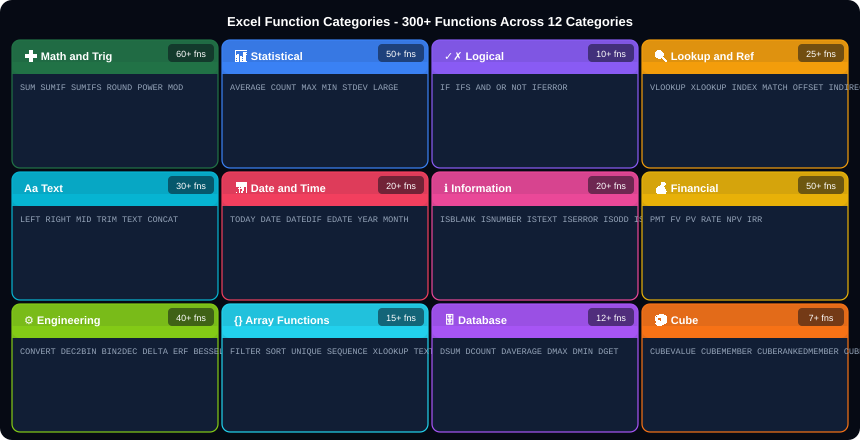 Excel Function Categories - 300+ Functions Across 12 Categories
Math and Trig 60+ fns
SUM SUMIF SUMIFS ROUND POWER MOD
Statistical 50+ fns
AVERAGE COUNT MAX MIN STDEV LARGE
✓✗ Logical 10+ fns
IF IFS AND OR NOT IFERROR
Lookup and Ref 25+ fns
VLOOKUP XLOOKUP INDEX MATCH OFFSET
Aa Text 30+ fns
LEFT RIGHT MID TRIM TEXT CONCAT
Date and Time 20+ fns
TODAY DATE DATEDIF EDATE YEAR MONTH
ℹ Information 20+ fns
ISBLANK ISNUMBER ISTEXT ISERROR ISODD
Financial 50+ fns
PMT FV PV RATE NPV IRR
⚙ Engineering 40+ fns
CONVERT DEC2BIN BIN2DEC DELTA ERF
{} Array Functions 15+ fns
FILTER SORT UNIQUE SEQUENCE XLOOKUP
Database 12+ fns
DSUM DCOUNT DAVERAGE DMAX DMIN DGET
Cube 7+ fns
CUBEVALUE CUBEMEMBER CUBERANKEDMEMBER